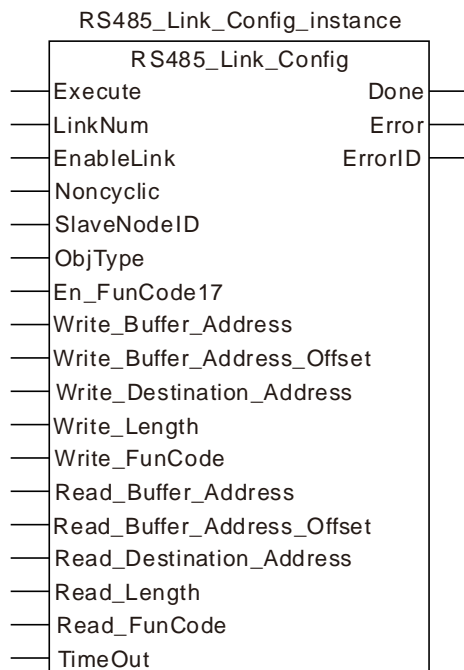 RS485_Link_Config_instance
RS485_Link_Config
Execute Done
LinkNum Error
EnableLink ErrorID
Noncyclic
SlaveNodeID
ObjType
En_FunCode17
Write_Buffer_Address
Write_Buffer_Address_Offset
Write_Destination_Address
Write_Length
Write_FunCode
Read_Buffer_Address
Read_Buffer_Address_Offset
Read_Destination_Address
Read_Length
Read_FunCode
TimeOut